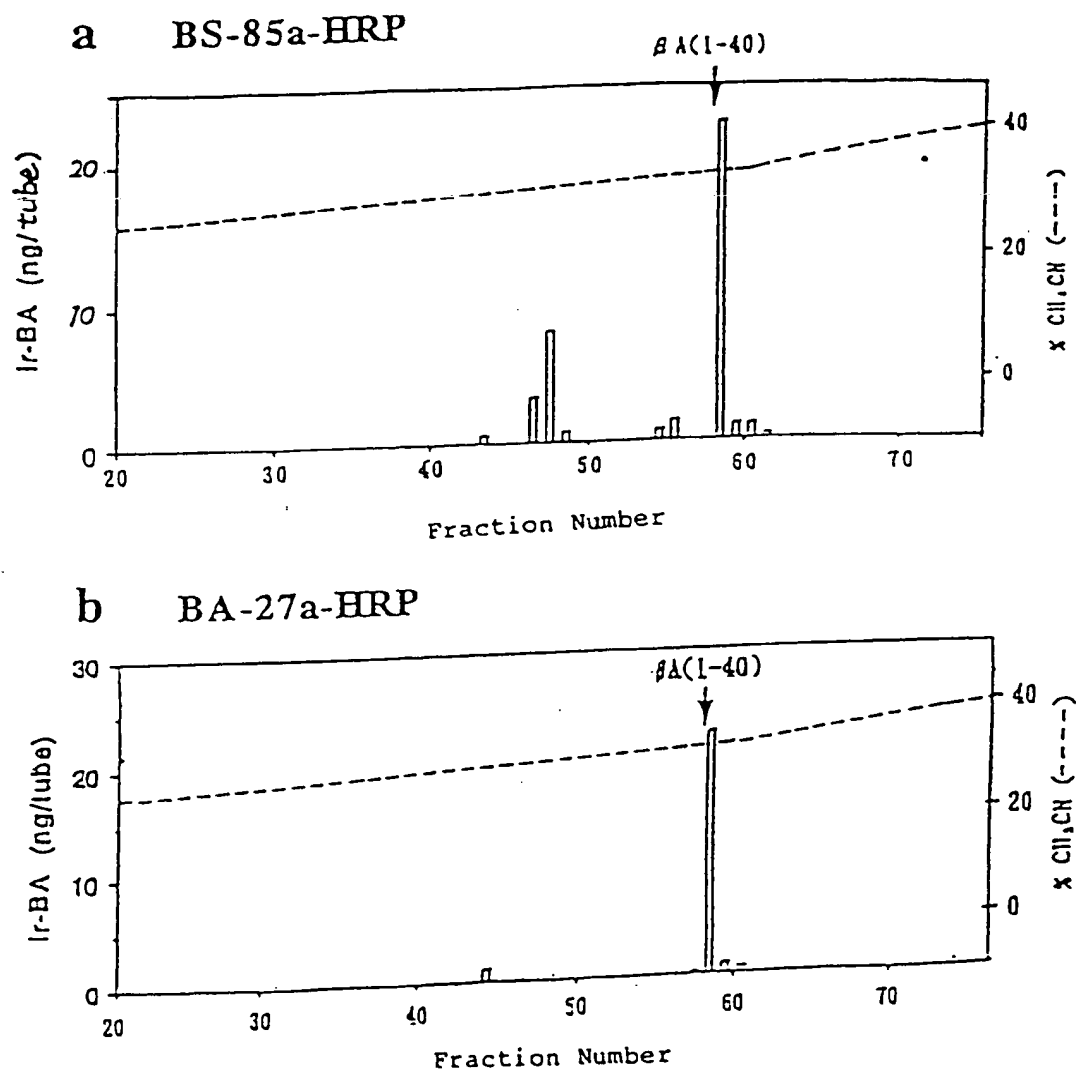 a BS-85a-HRP
βA(1-40)
Ir-BA (ng/tube)
20
10
0
40
20
0
% CH₃CN (---)
20 30 40 50 60 70
Fraction Number
b BA-27a-HRP
βA(1-40)
Ir-BA (ng/tube)
30
20
10
0
40
20
0
% CH₃CN (----)
20 30 40 50 60 70
Fraction Number